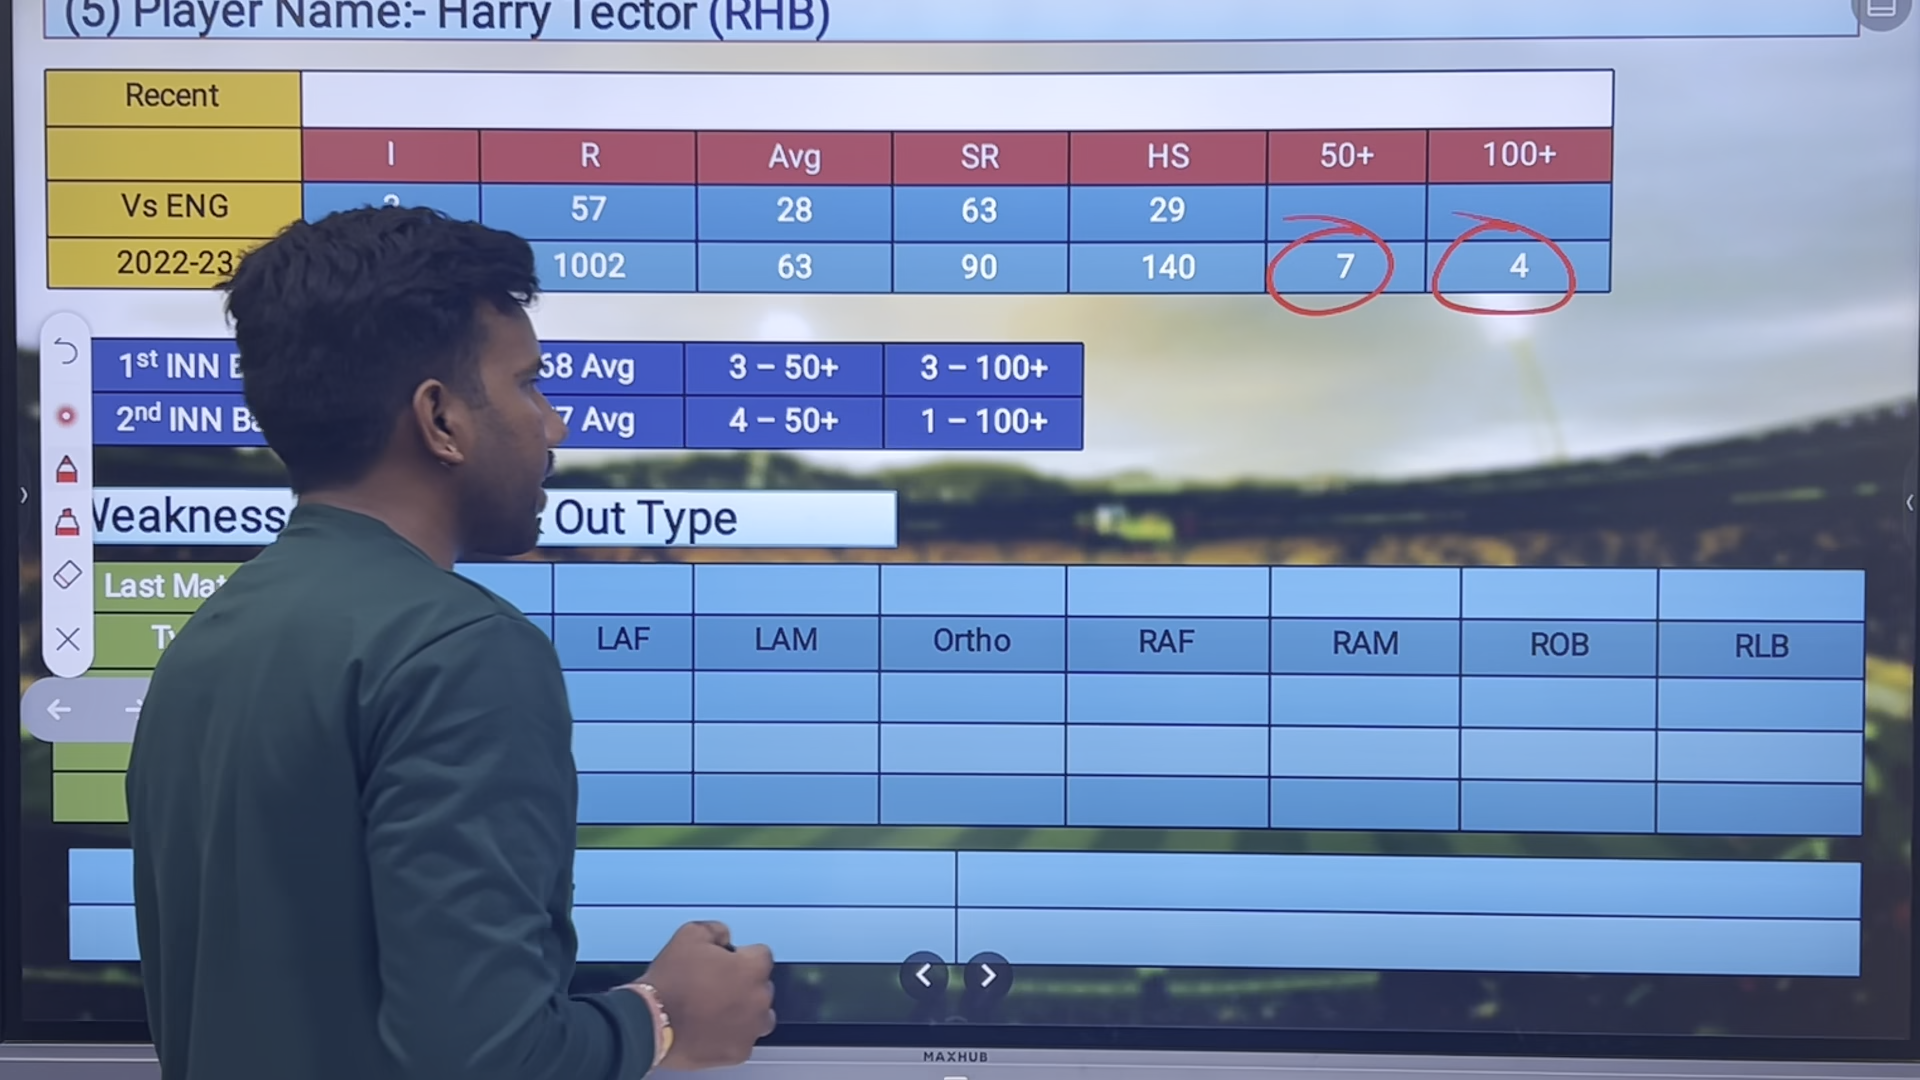 (5) Player Name:- Harry Tector (RHB)
Recent
I R Avg SR HS 50+ 100+
Vs ENG 57 28 63 29
2022-23 1002 63 90 140 7 4
1st INN 68 Avg 3 – 50+ 3 – 100+
2nd INN 7 Avg 4 – 50+ 1 – 100+
Weakness & Out Type
Last
LAF LAM Ortho RAF RAM ROB RLB
MAXHUB